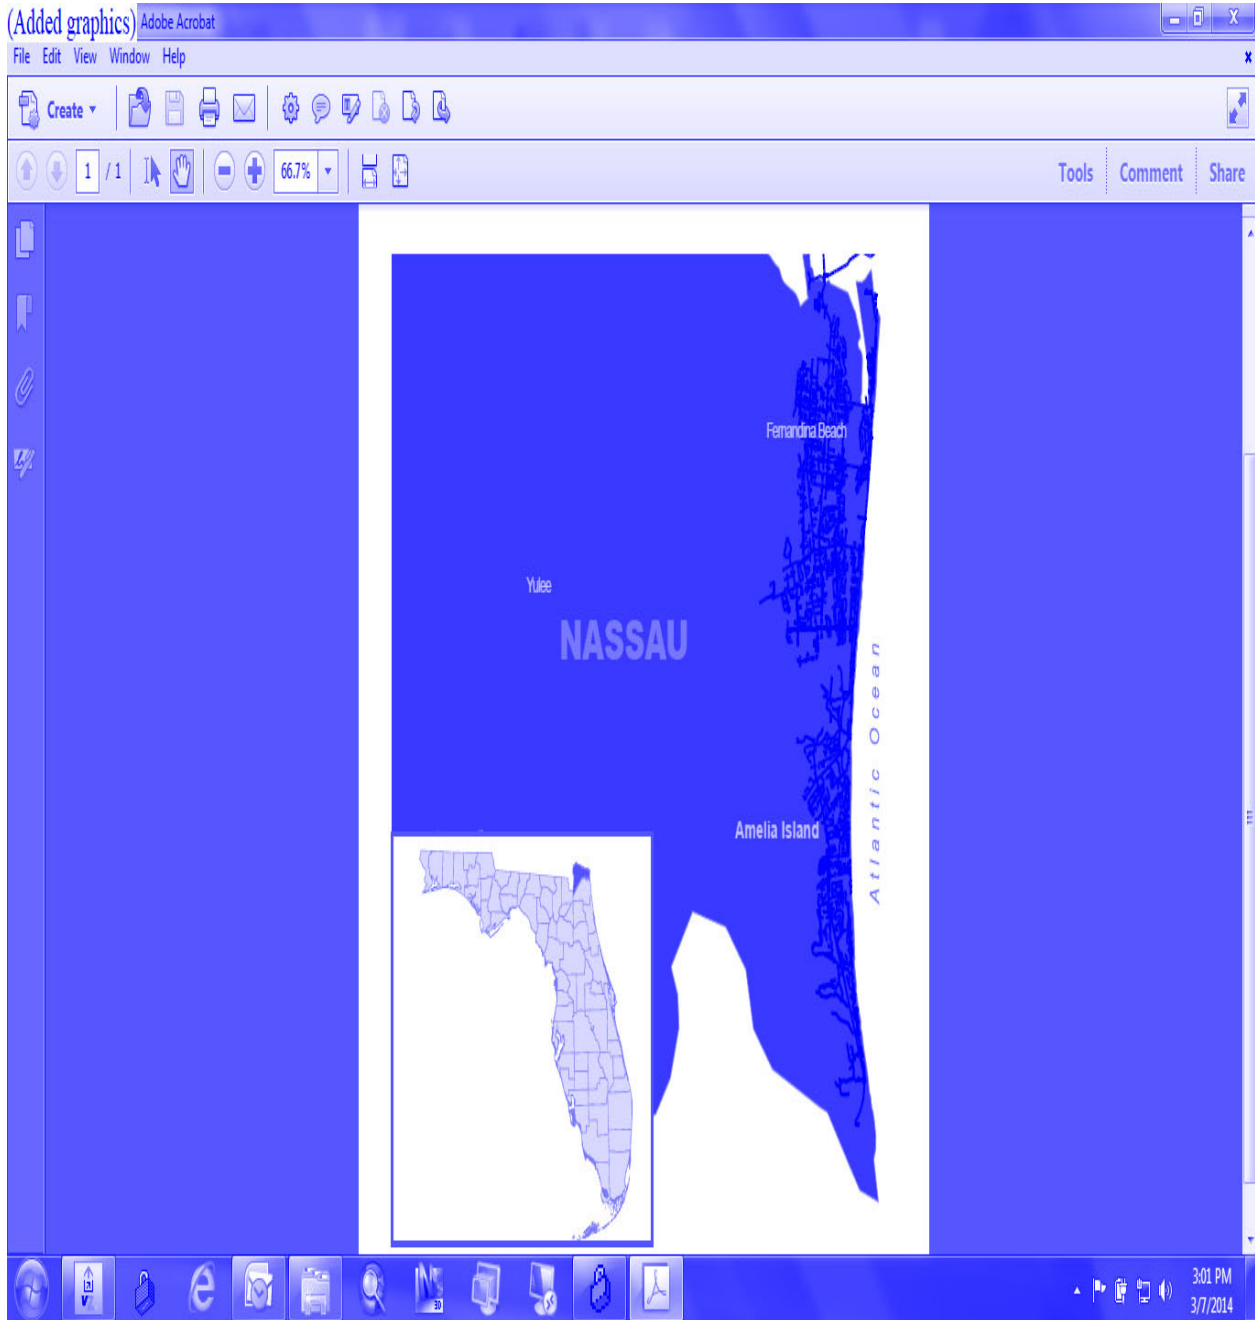 (Added graphics) Adobe Acrobat
File Edit View Window Help
Create
1 / 1 66.7% Tools Comment Share
Fernandina Beach
Yulee
NASSAU
Atlantic Ocean
Amelia Island
3:01 PM
3/7/2014